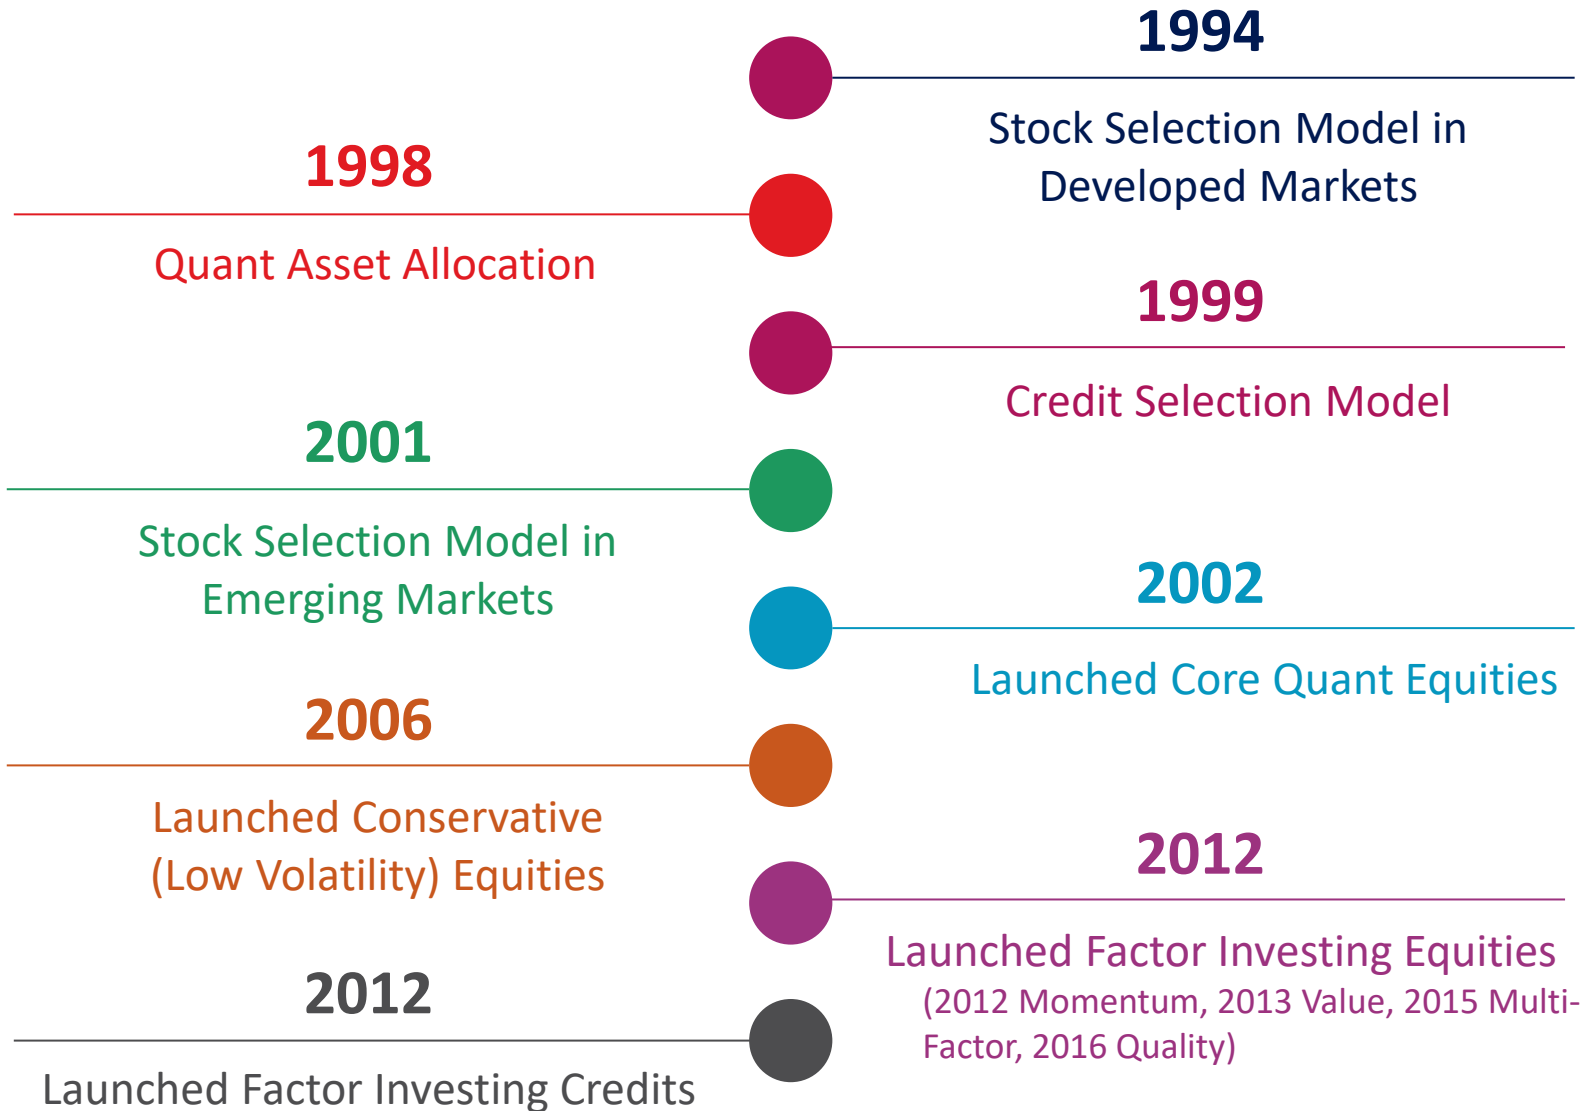 1994
Stock Selection Model in
Developed Markets
1998
Quant Asset Allocation
1999
Credit Selection Model
2001
Stock Selection Model in
Emerging Markets
2002
Launched Core Quant Equities
2006
Launched Conservative
(Low Volatility) Equities
2012
Launched Factor Investing Equities
(2012 Momentum, 2013 Value, 2015 Multi-
Factor, 2016 Quality)
2012
Launched Factor Investing Credits